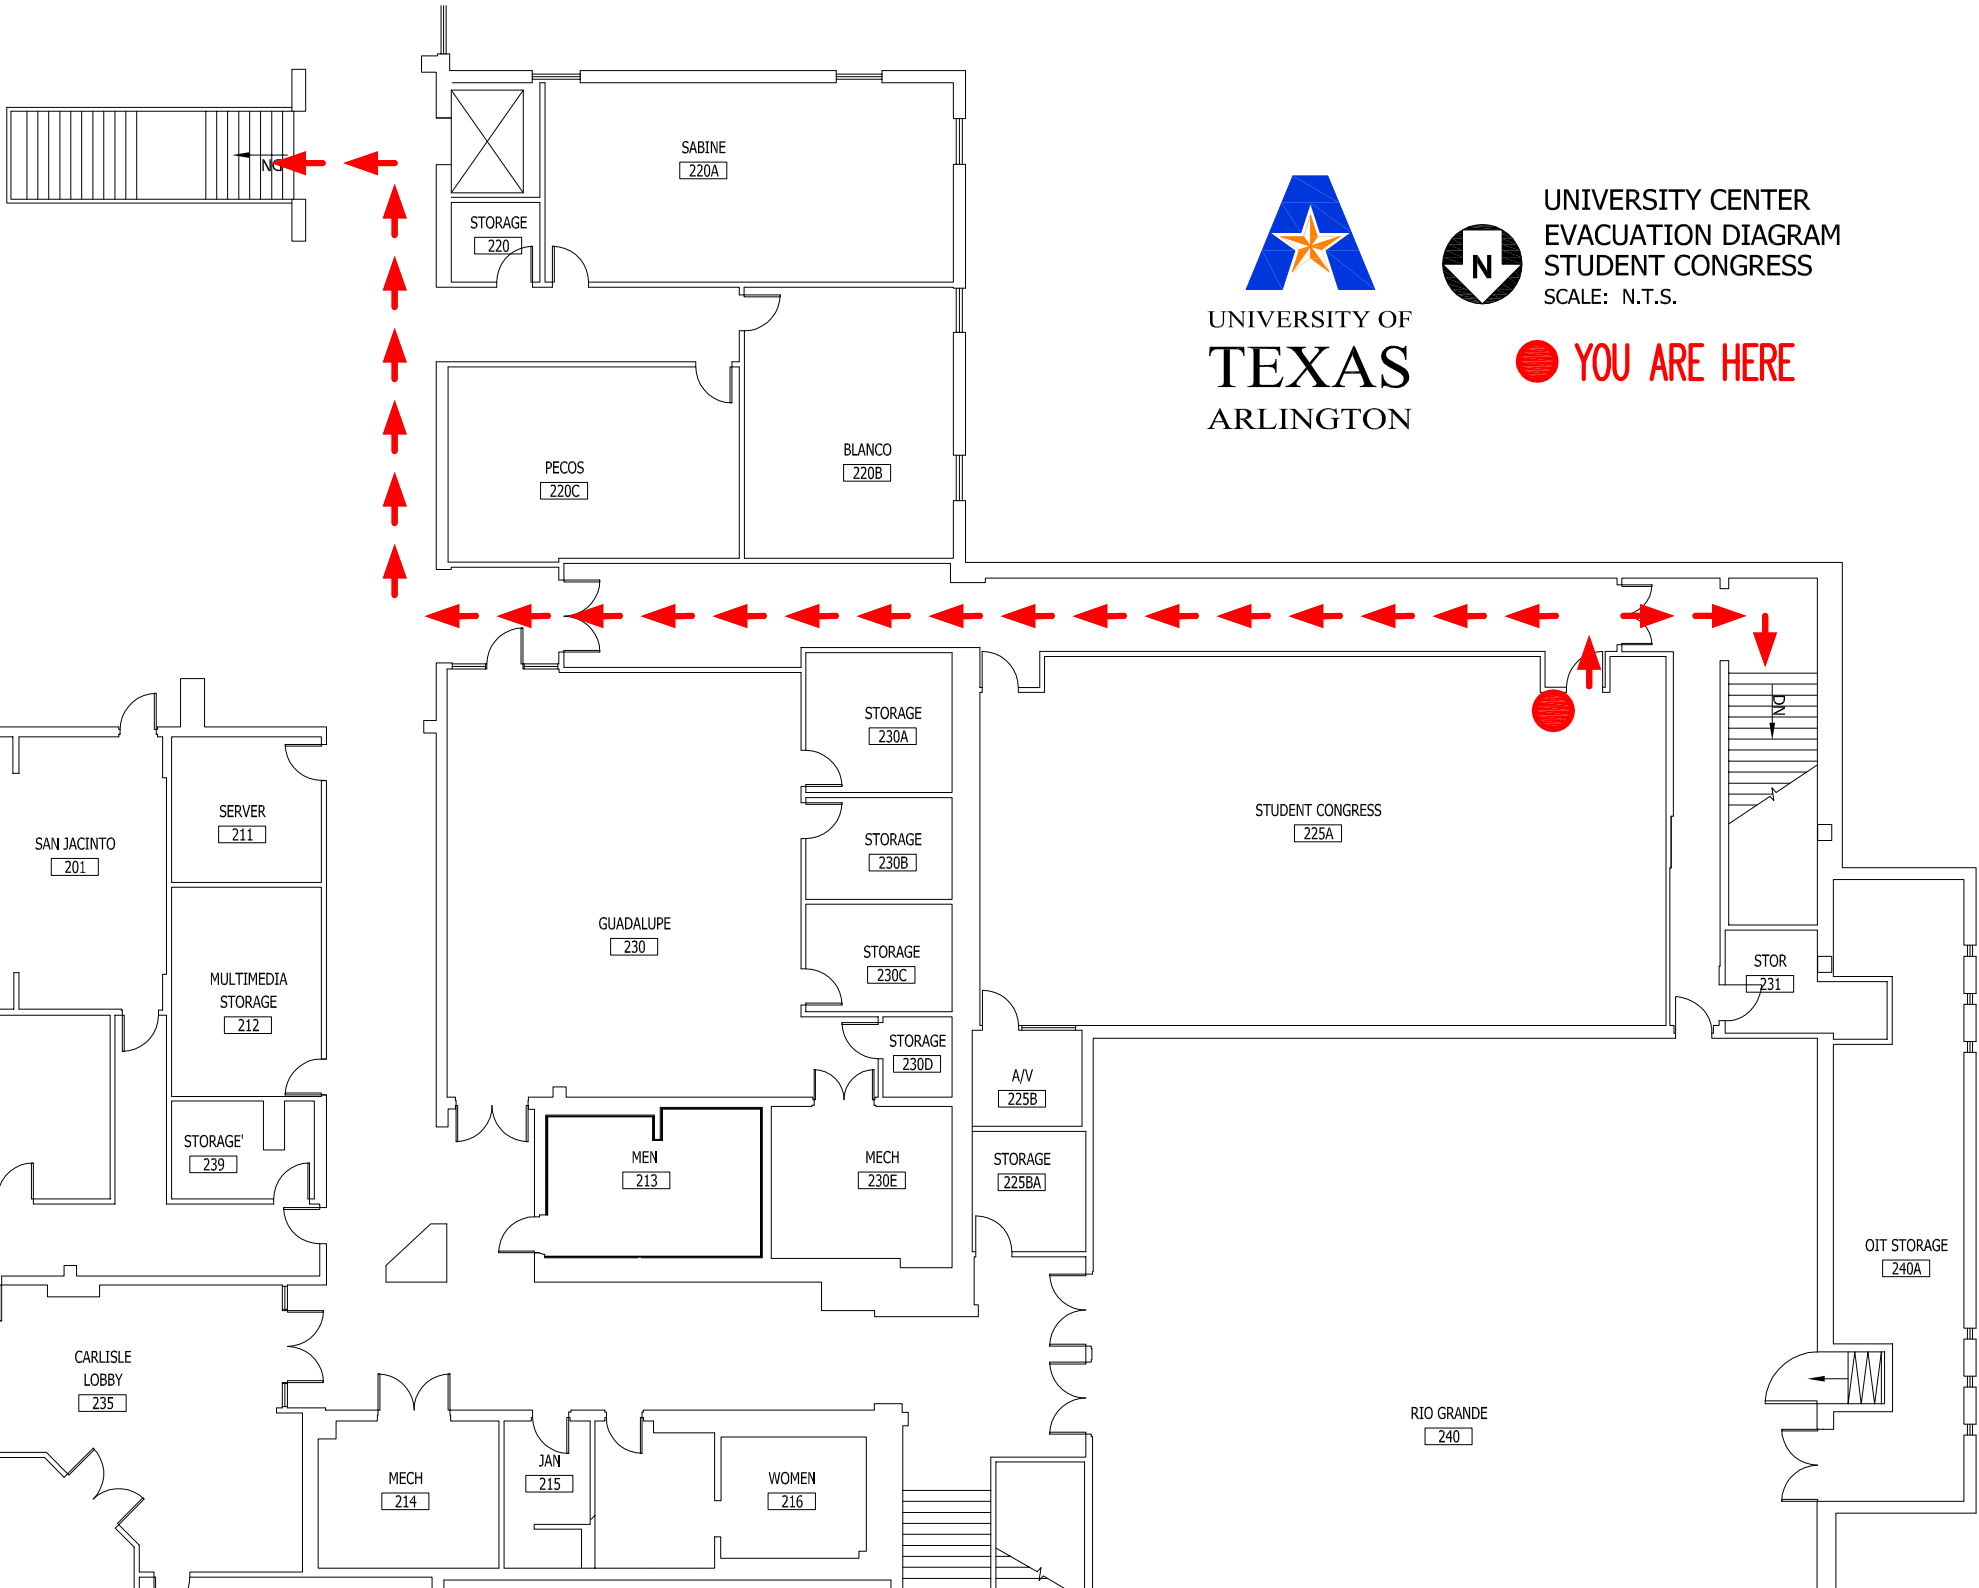 UNIVERSITY CENTER
EVACUATION DIAGRAM
STUDENT CONGRESS
SCALE: N.T.S.
N
YOU ARE HERE
UNIVERSITY OF
TEXAS
ARLINGTON
DN
SABINE
220A
STORAGE
220
PECOS
220C
BLANCO
220B
STORAGE
230A
DN
SERVER
211
STUDENT CONGRESS
225A
SAN JACINTO
201
STORAGE
230B
GUADALUPE
230
STORAGE
230C
STOR
231
MULTIMEDIA
STORAGE
212
STORAGE
230D
A/V
225B
STORAGE'
239
MEN
213
MECH
230E
STORAGE
225BA
OIT STORAGE
240A
CARLISLE
LOBBY
235
RIO GRANDE
240
MECH
214
JAN
215
WOMEN
216